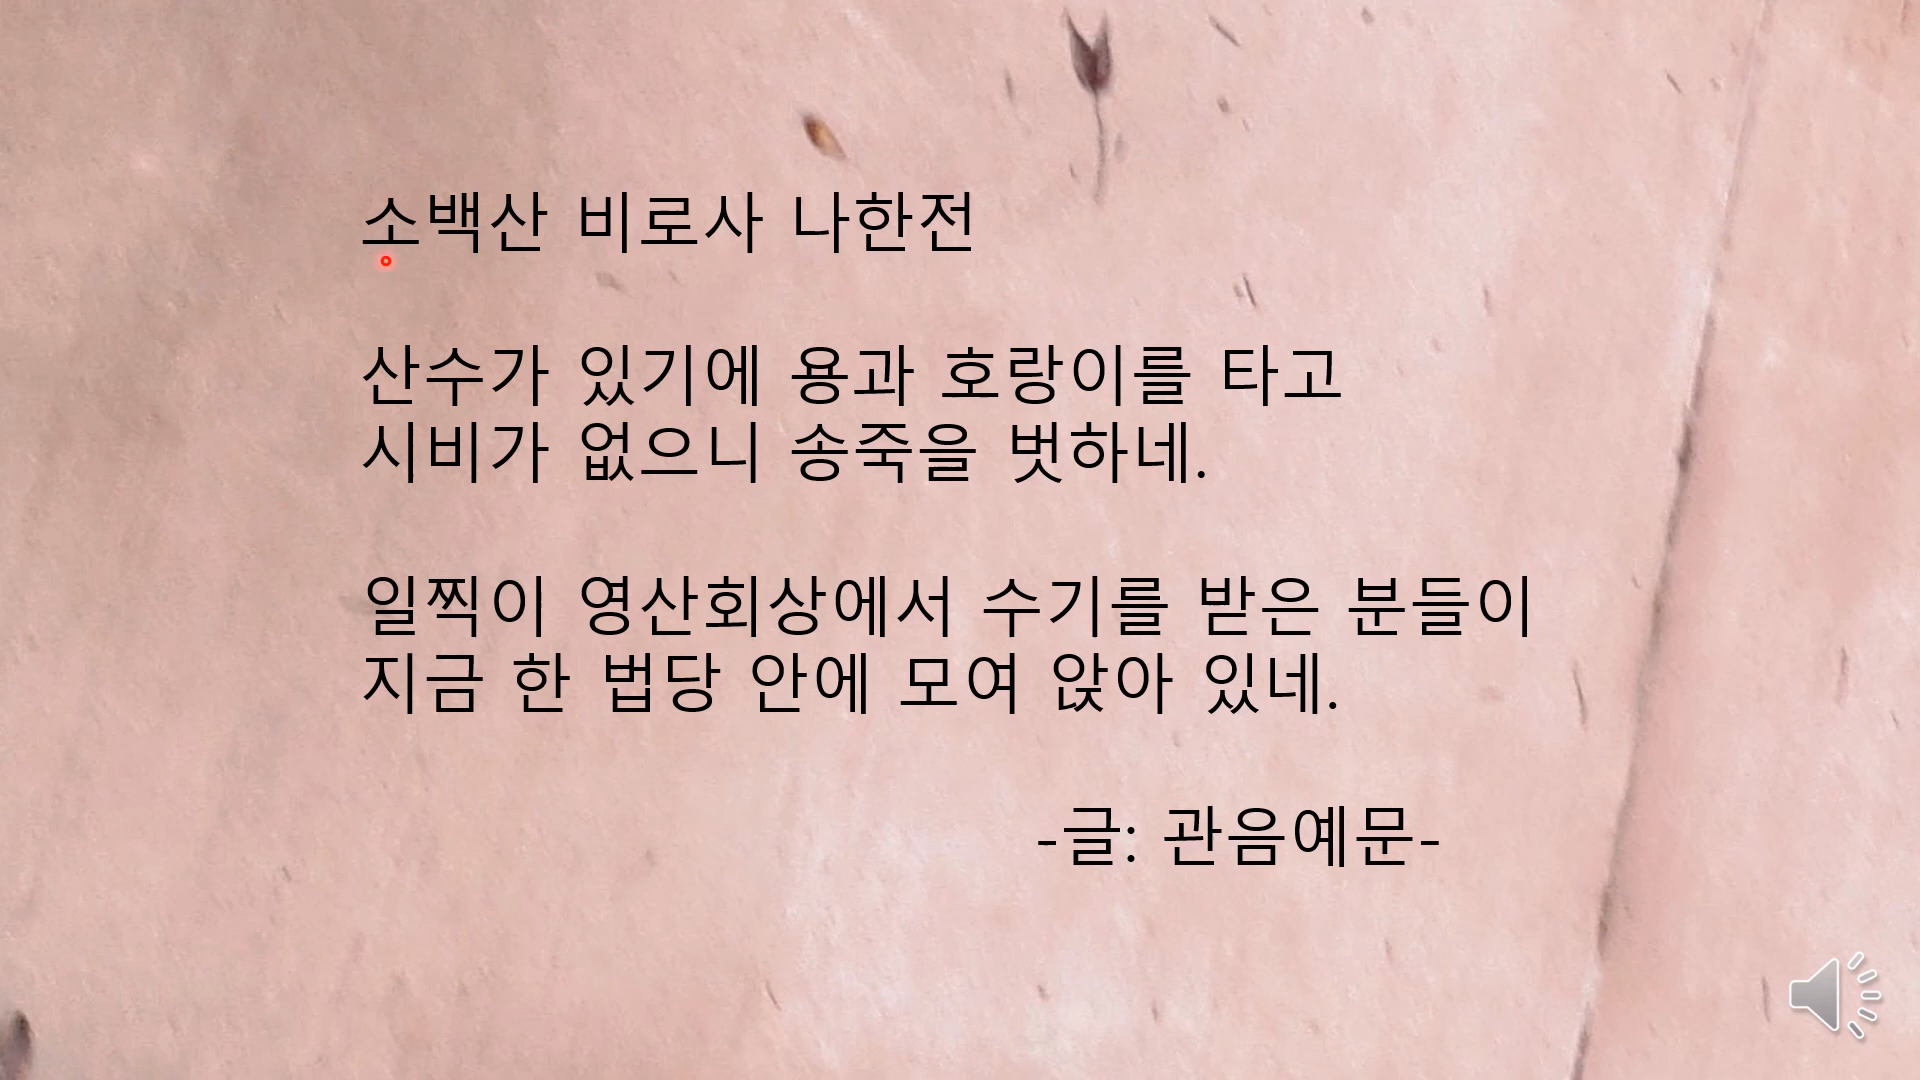 소백산 비로사 나한전
산수가 있기에 용과 호랑이를 타고
시비가 없으니 송죽을 벗하네.
일찍이 영산회상에서 수기를 받은 분들이
지금 한 법당 안에 모여 앉아 있네.
-글: 관음예문-